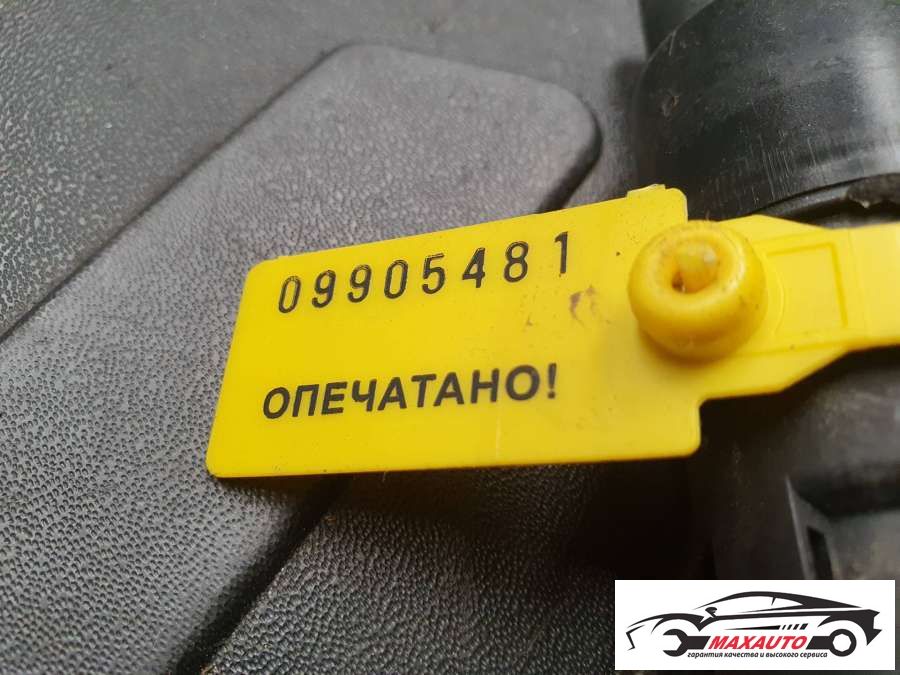 09905481
ОПЕЧАТАНО!
MAXAUTO
гарантия качества и высокого сервиса